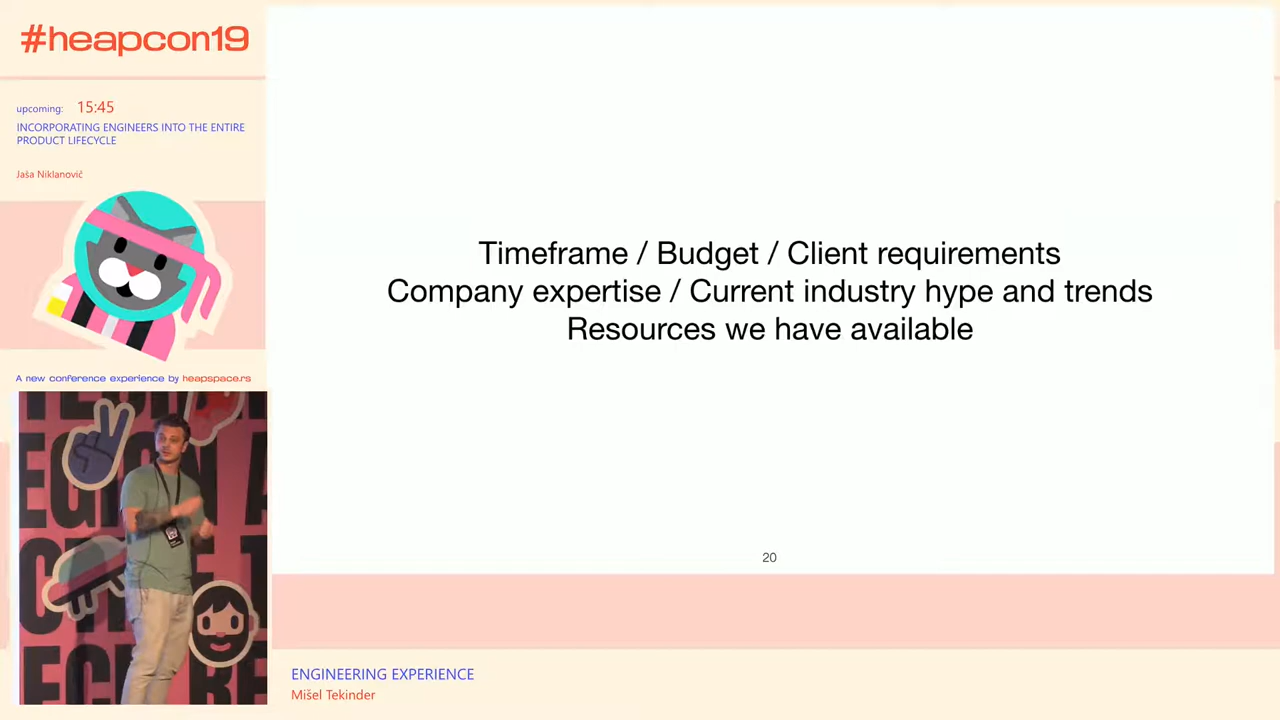 #heapcon19
upcoming: 15:45
INCORPORATING ENGINEERS INTO THE ENTIRE
PRODUCT LIFECYCLE
Jaša Niklanovič
A new conference experience by heapspace.rs
Timeframe / Budget / Client requirements
Company expertise / Current industry hype and trends
Resources we have available
20
ENGINEERING EXPERIENCE
Mišel Tekinder